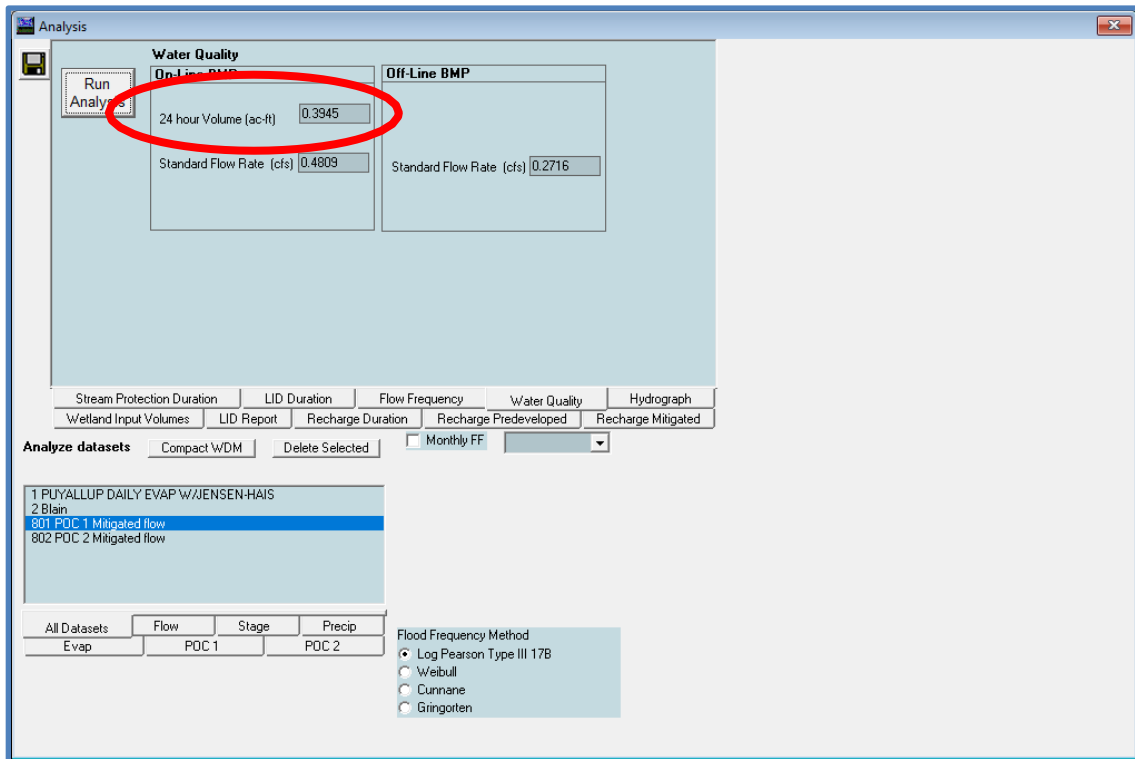 Analysis
Water Quality
Run
Analysis
On-Line BMP
Off-Line BMP
24 hour Volume (ac-ft) 0.3945
Standard Flow Rate (cfs) 0.4809
Standard Flow Rate (cfs) 0.2716
Stream Protection Duration LID Duration Flow Frequency Water Quality Hydrograph
Wetland Input Volumes LID Report Recharge Duration Recharge Predeveloped Recharge Mitigated
Analyze datasets Compact WDM Delete Selected Monthly FF
1 PUYALLUP DAILY EVAP W/JENSEN-HAIS
2 Blain
801 POC 1 Mitigated flow
802 POC 2 Mitigated flow
All Datasets Flow Stage Precip
Evap POC 1 POC 2
Flood Frequency Method
Log Pearson Type III 17B
Weibull
Cunnane
Gringorten